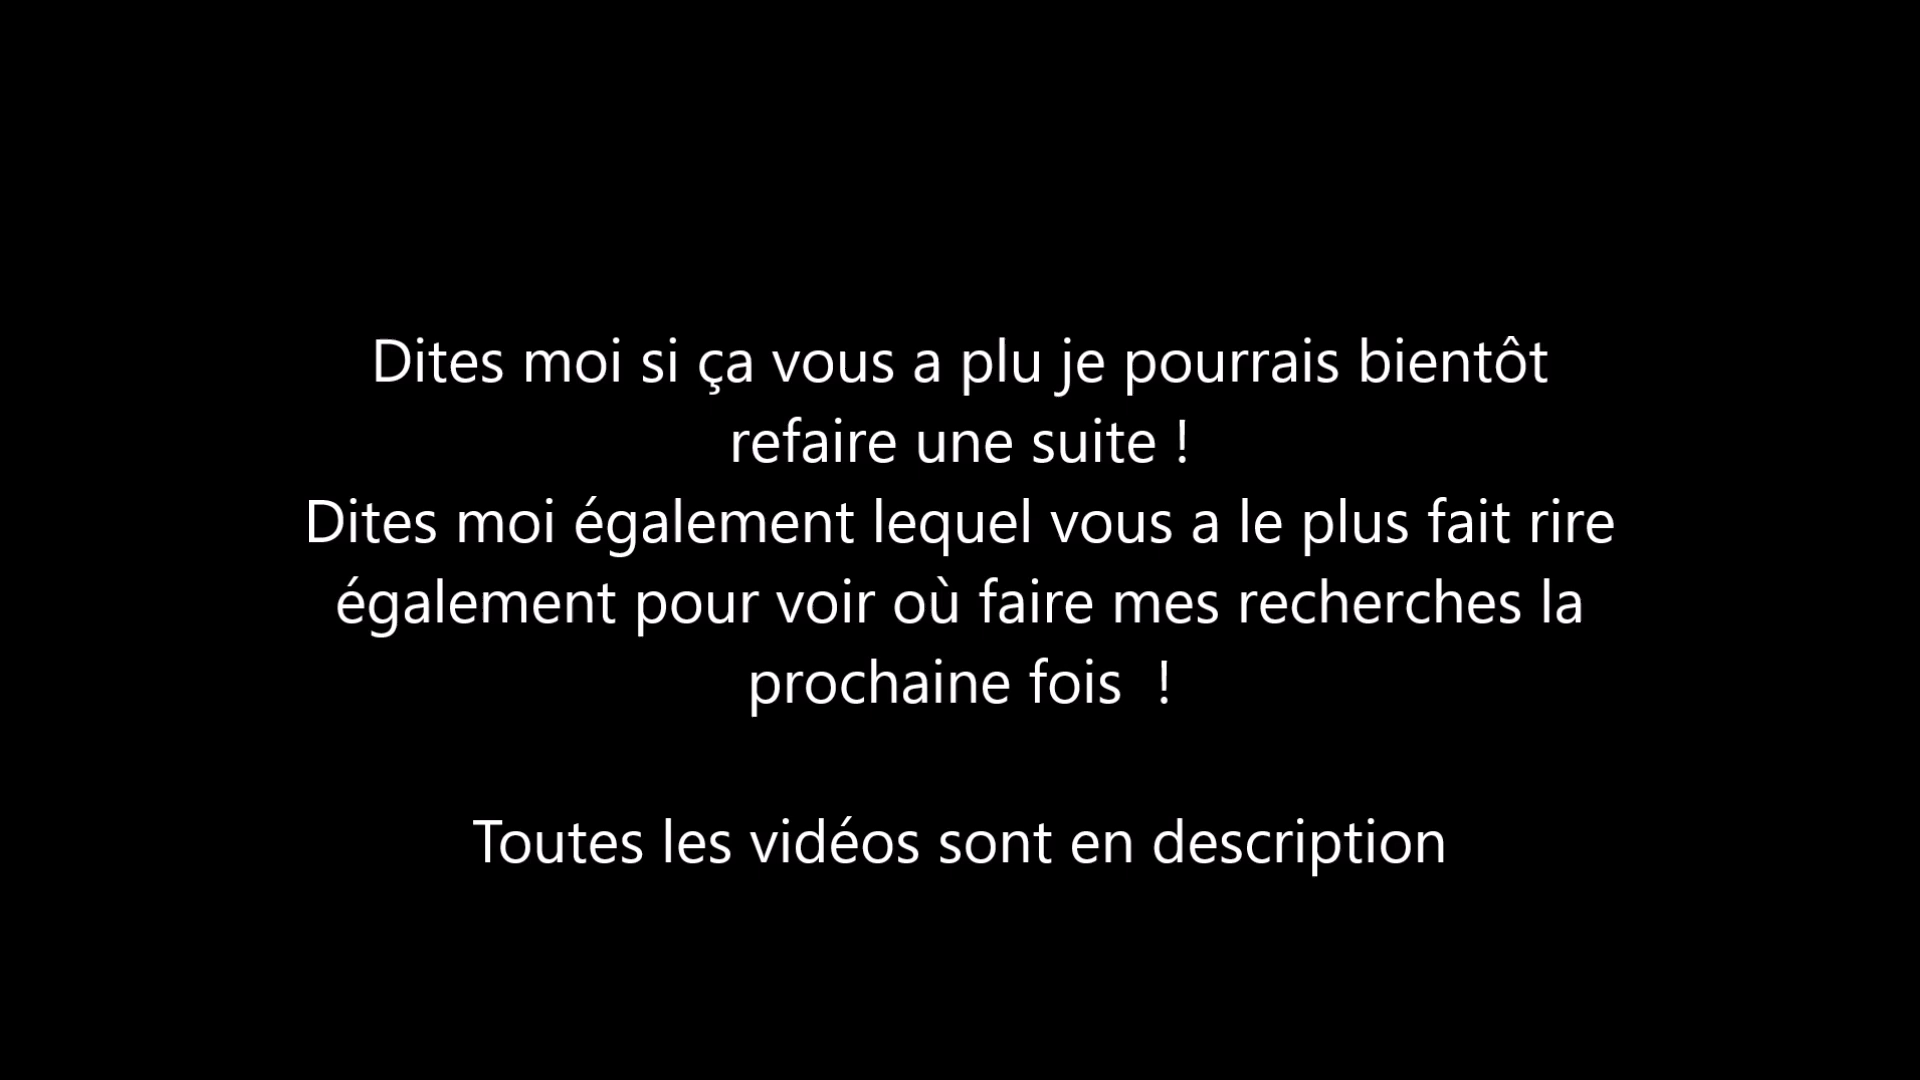 Dites moi si ça vous a plu je pourrais bientôt
refaire une suite !
Dites moi également lequel vous a le plus fait rire
également pour voir où faire mes recherches la
prochaine fois  !
Toutes les vidéos sont en description